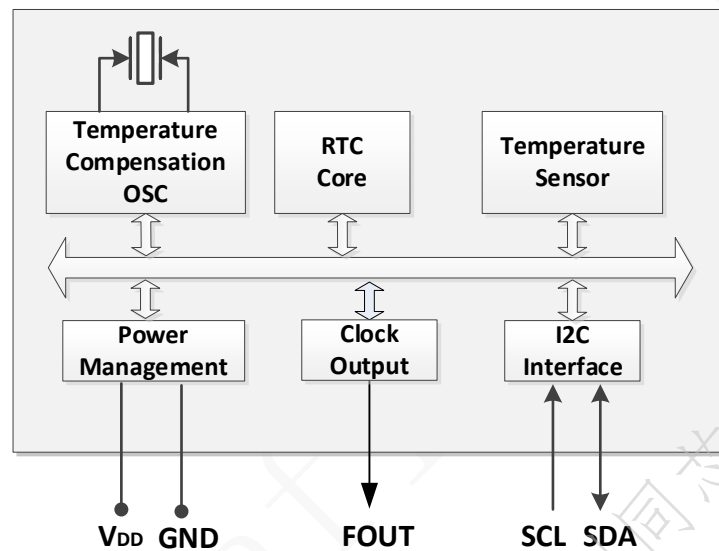 Temperature
Compensation
OSC
RTC
Core
Temperature
Sensor
Power
Management
Clock
Output
I2C
Interface
VDD GND FOUT SCL SDA